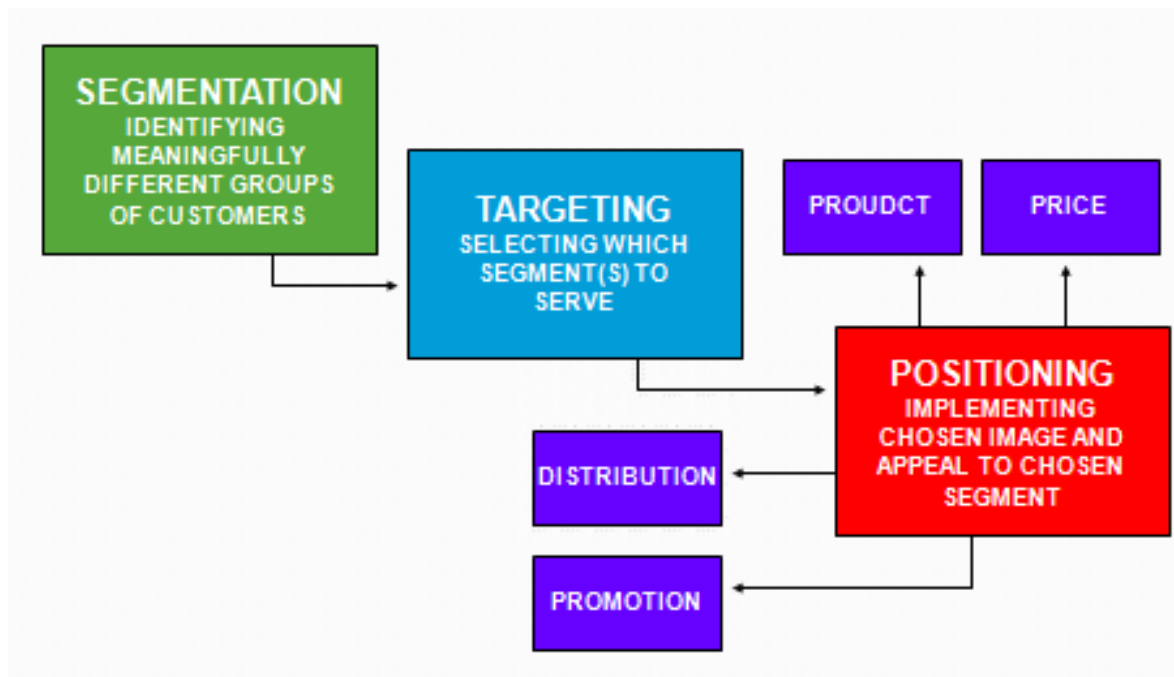 SEGMENTATION
IDENTIFYING
MEANINGFULLY
DIFFERENT GROUPS
OF CUSTOMERS
TARGETING
SELECTING WHICH
SEGMENT(S) TO
SERVE
PROUDCT
PRICE
POSITIONING
IMPLEMENTING
CHOSEN IMAGE AND
APPEAL TO CHOSEN
SEGMENT
DISTRIBUTION
PROMOTION